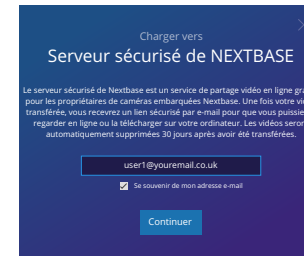 Charger vers
Serveur sécurisé de NEXTBASE
Le serveur sécurisé de Nextbase est un service de partage vidéo en ligne
pour les propriétaires de caméras embarquées Nextbase. Une fois votre
transférée, vous recevrez un lien sécurisé par e-mail pour que vous
regarder en ligne ou la télécharger sur votre ordinateur. Les vidéos
automatiquement supprimées 30 jours après avoir été transférées.
user1@youremail.co.uk
Se souvenir de mon adresse e-mail
Continuer